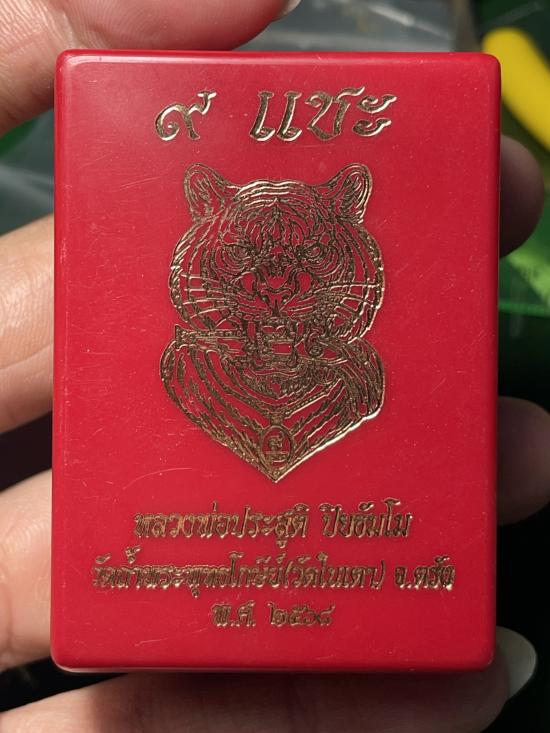 ๙ แชะ
หลวงพ่อประสูติ ปิยธัมโม
วัดถ้ำพระพุทธโกษีย์(วัดในเตา) จ.ตรัง
พ.ศ. ๒๕๖๘